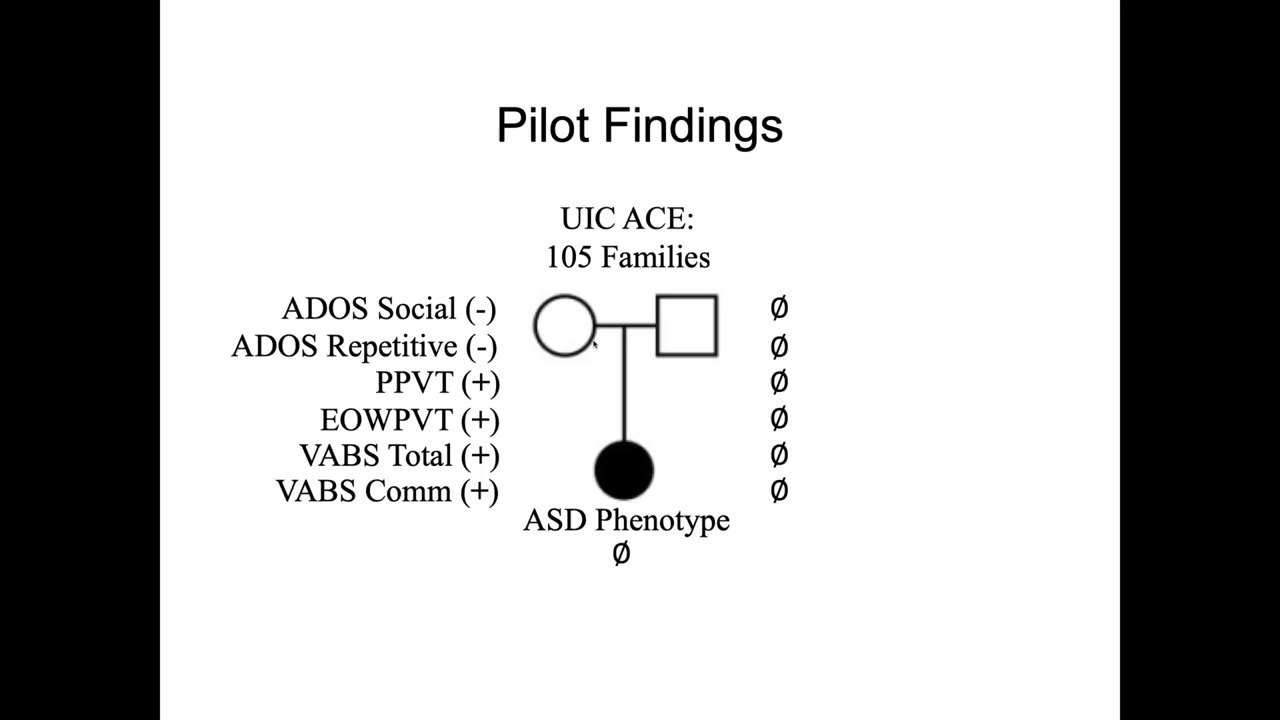 Pilot Findings
UIC ACE:
105 Families
ADOS Social (-) Ø
ADOS Repetitive (-) Ø
PPVT (+) Ø
EOWPVT (+) Ø
VABS Total (+) Ø
VABS Comm (+) Ø
ASD Phenotype
Ø